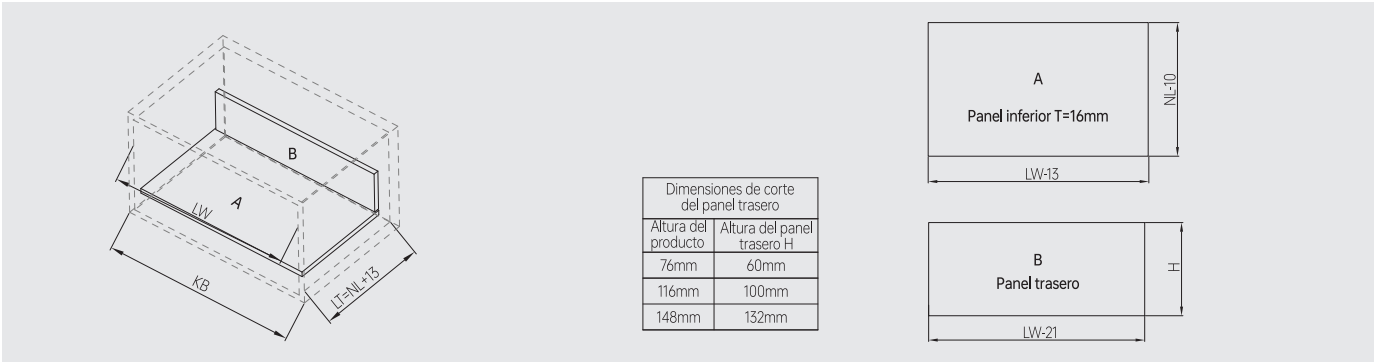 B
A
LW
KB
LT=NL+13
Dimensiones de corte
del panel trasero
Altura del
producto
Altura del panel
trasero H
76mm
60mm
116mm
100mm
148mm
132mm
A
Panel inferior T=16mm
NL-10
LW-13
B
Panel trasero
H
LW-21